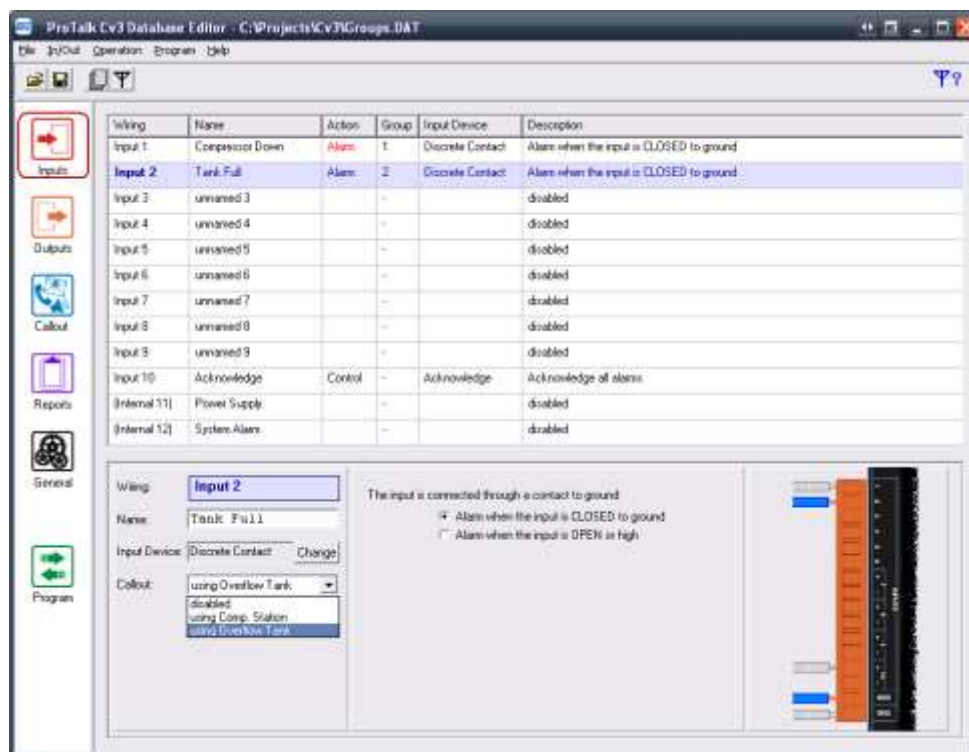 ProTalk Cv3 Database Editor - C:\Projects\Cv3\Groups.DAT
File In/Out Operation Program Help
Wiring Name Action Group Input Device Description
Input 1 Compressor Down Alarm 1 Discrete Contact Alarm when the input is CLOSED to ground
Input 2 Tank Full Alarm 2 Discrete Contact Alarm when the input is CLOSED to ground
Input 3 unnamed 3 - disabled
Input 4 unnamed 4 - disabled
Input 5 unnamed 5 - disabled
Input 6 unnamed 6 - disabled
Input 7 unnamed 7 - disabled
Input 8 unnamed 8 - disabled
Input 9 unnamed 9 - disabled
Input 10 Acknowledge Control - Acknowledge Acknowledge all alarms
(Internal 11) Power Supply - disabled
(Internal 12) System Alarm - disabled
Inputs
Outputs
Callout
Reports
General
Program
Wiring: Input 2
Name: Tank Full
Input Device: Discrete Contact Change
Callout: using Overflow Tank
disabled
using Comp. Station
using Overflow Tank
The input is connected through a contact to ground
Alarm when the input is CLOSED to ground
Alarm when the input is OPEN or high